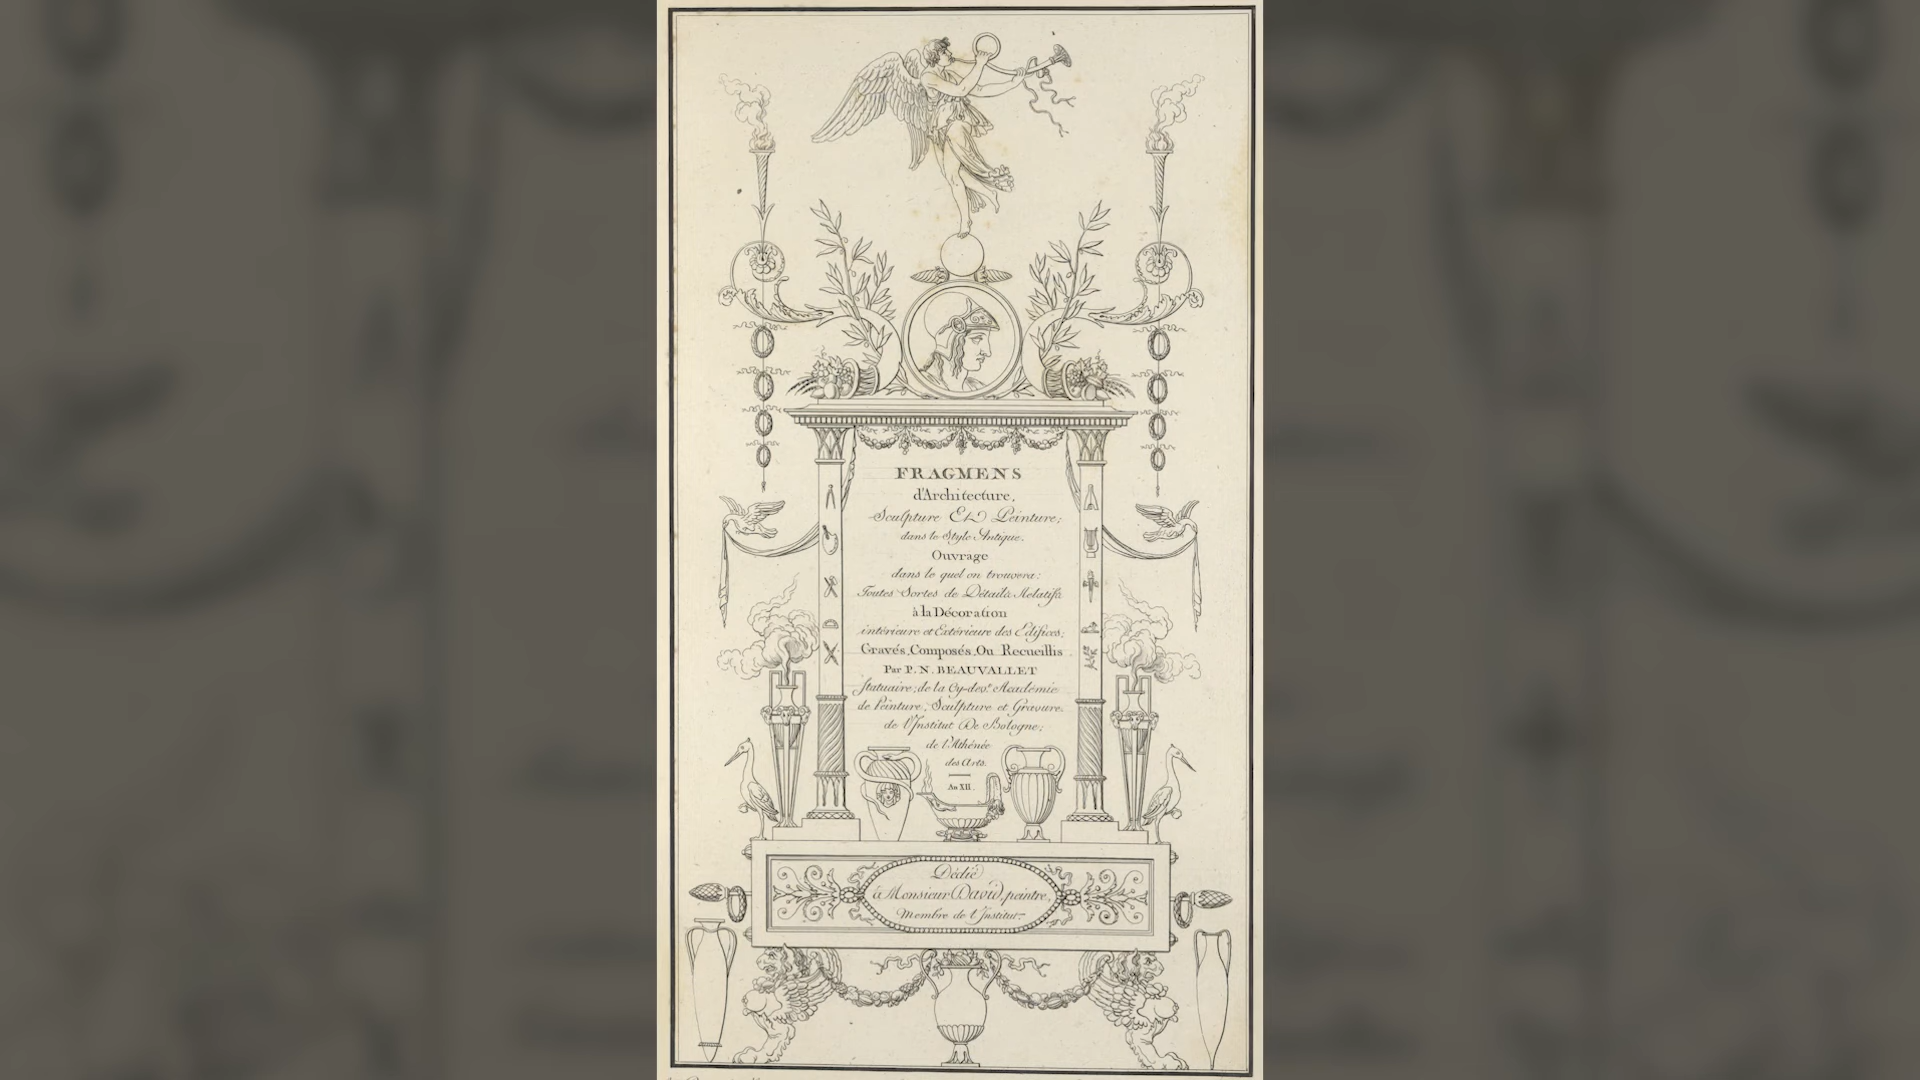 FRAGMENS
d'Architecture,
Sculpture Et Peinture;
dans le Style Antique.
Ouvrage
dans le quel on trouvera:
Toutes Sortes de Détails Relatifs
à la Décoration
intérieure et Extérieure des Edifices;
Gravés, Composés, Ou Recueillis
Par P. N. BEAUVALLET
Statuaire; de la Cy-devt. Académie
de Peinture, Sculpture et Gravure.
de l'Institut De Bologne;
de l'Athénée
des Arts.
An XII.
Dédié
à Monsieur David, peintre,
Membre de l'Institut.